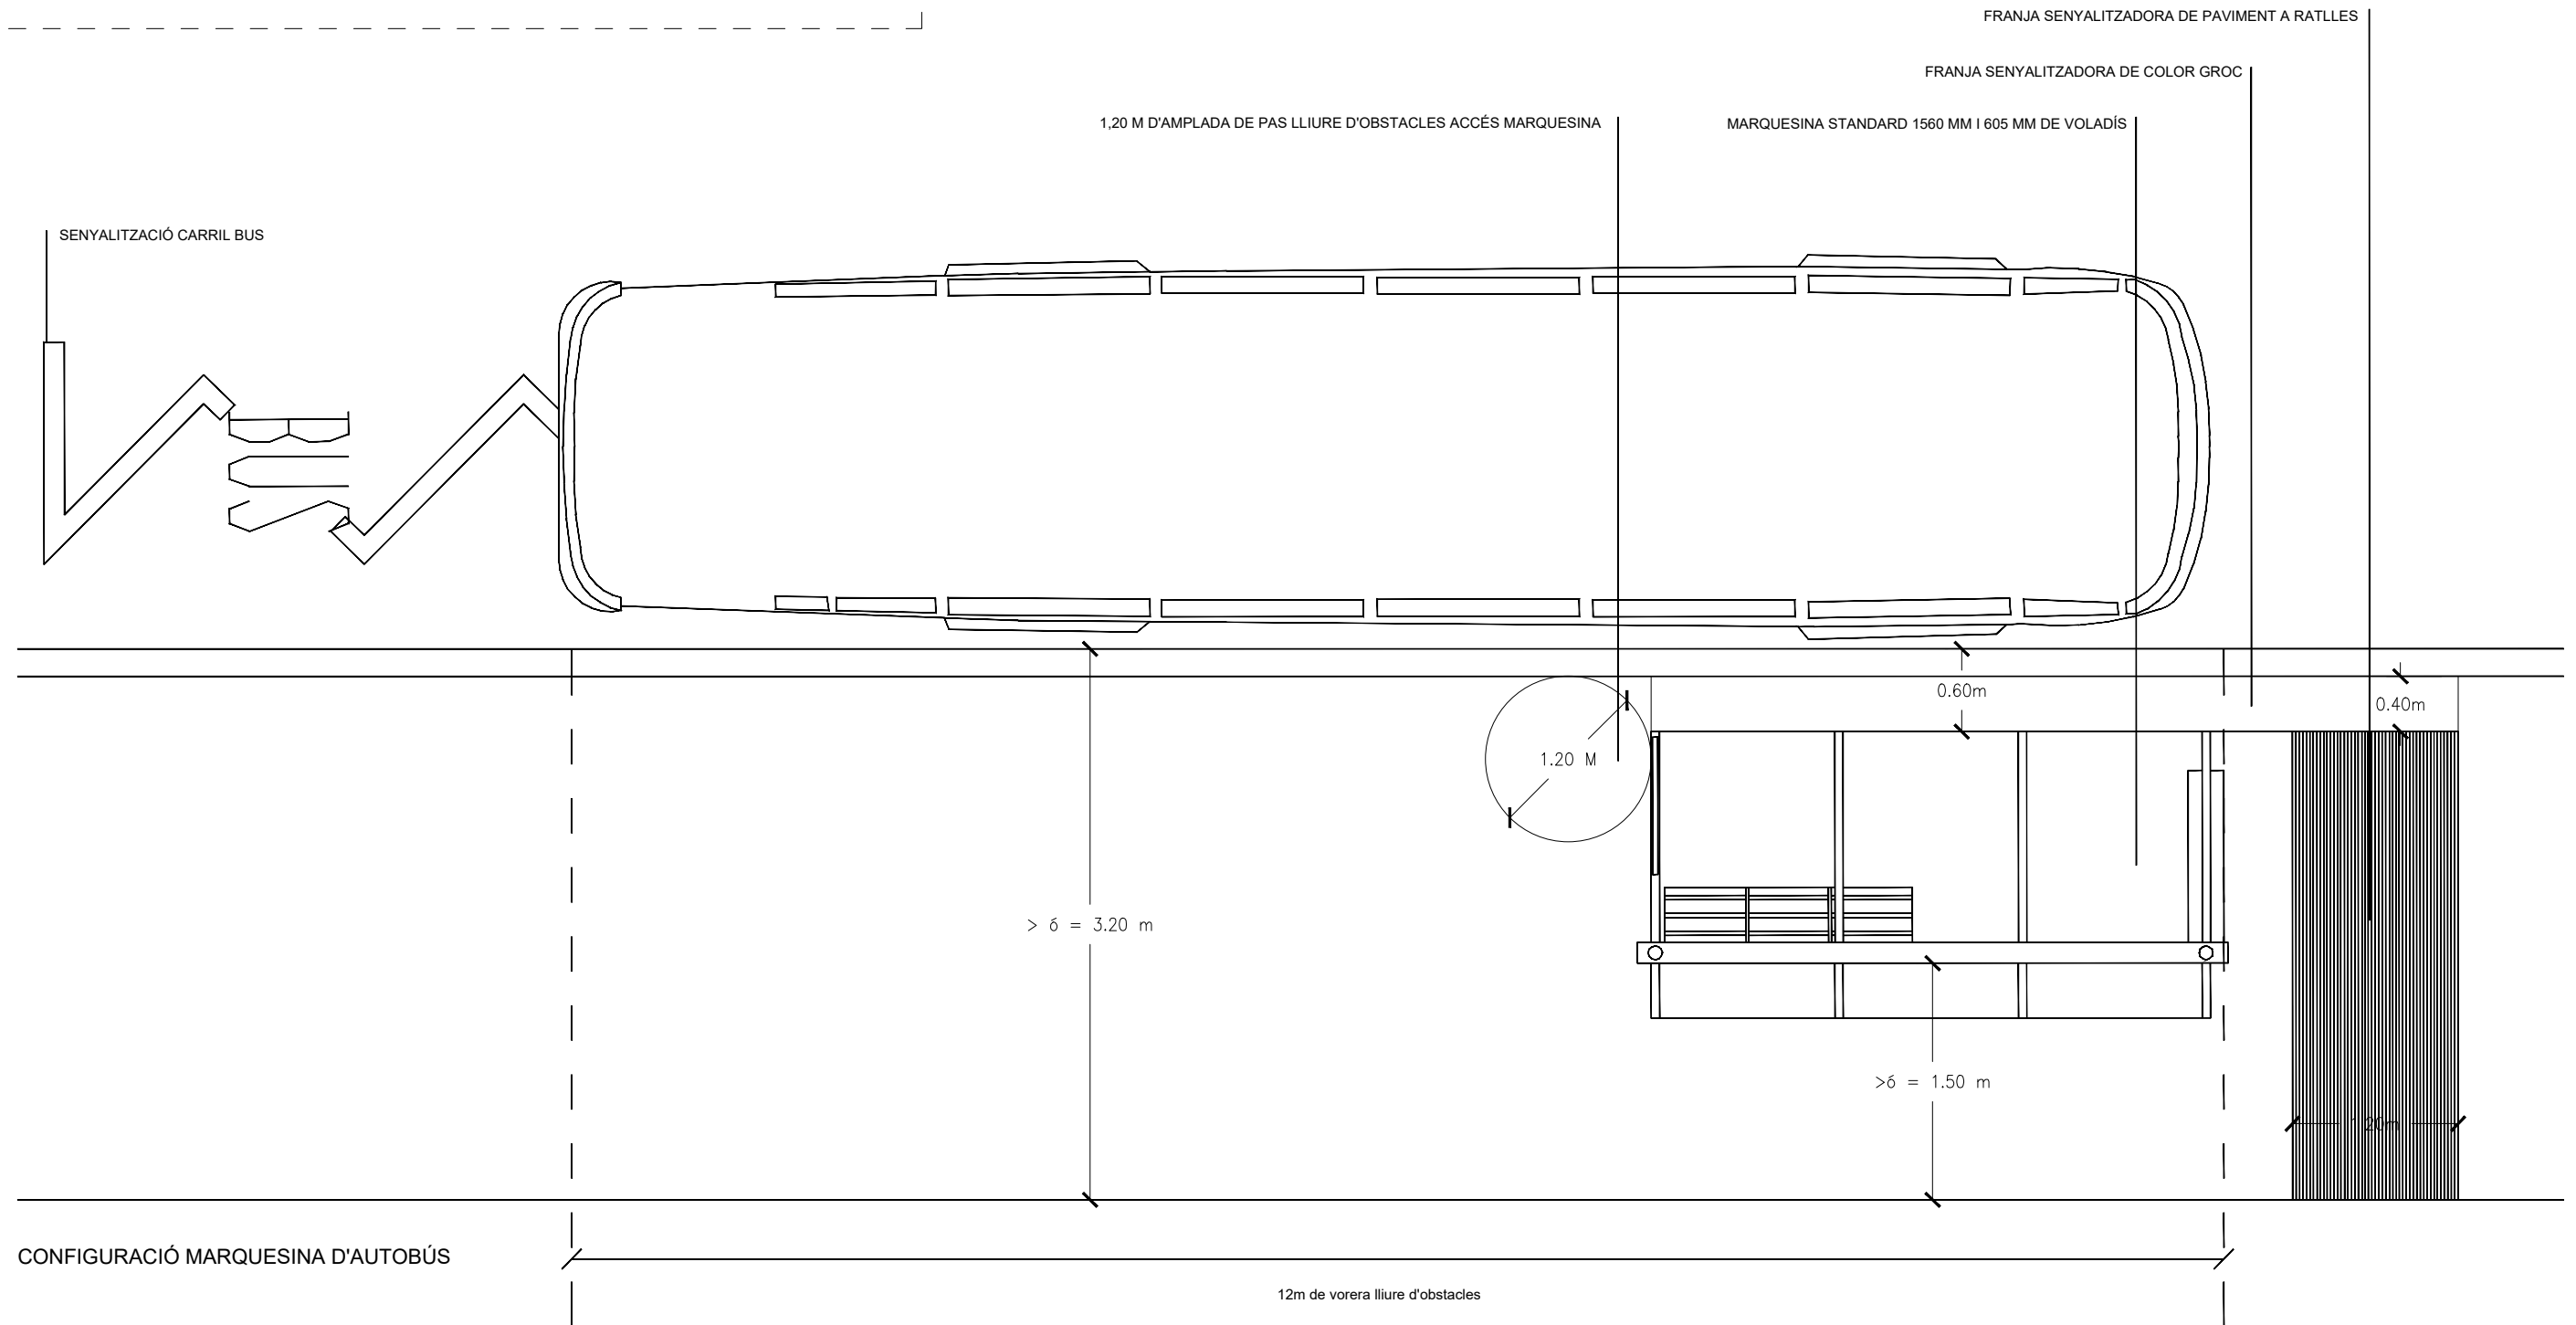 FRANJA SENYALITZADORA DE PAVIMENT A RATLLES
FRANJA SENYALITZADORA DE COLOR GROC
1,20 M D'AMPLADA DE PAS LLIURE D'OBSTACLES ACCÉS MARQUESINA
MARQUESINA STANDARD 1560 MM I 605 MM DE VOLADÍS
SENYALITZACIÓ CARRIL BUS
BUS
0.60m
0.40m
1.20 M
> ó = 3.20 m
>ó = 1.50 m
20m
CONFIGURACIÓ MARQUESINA D'AUTOBÚS
12m de vorera lliure d'obstacles